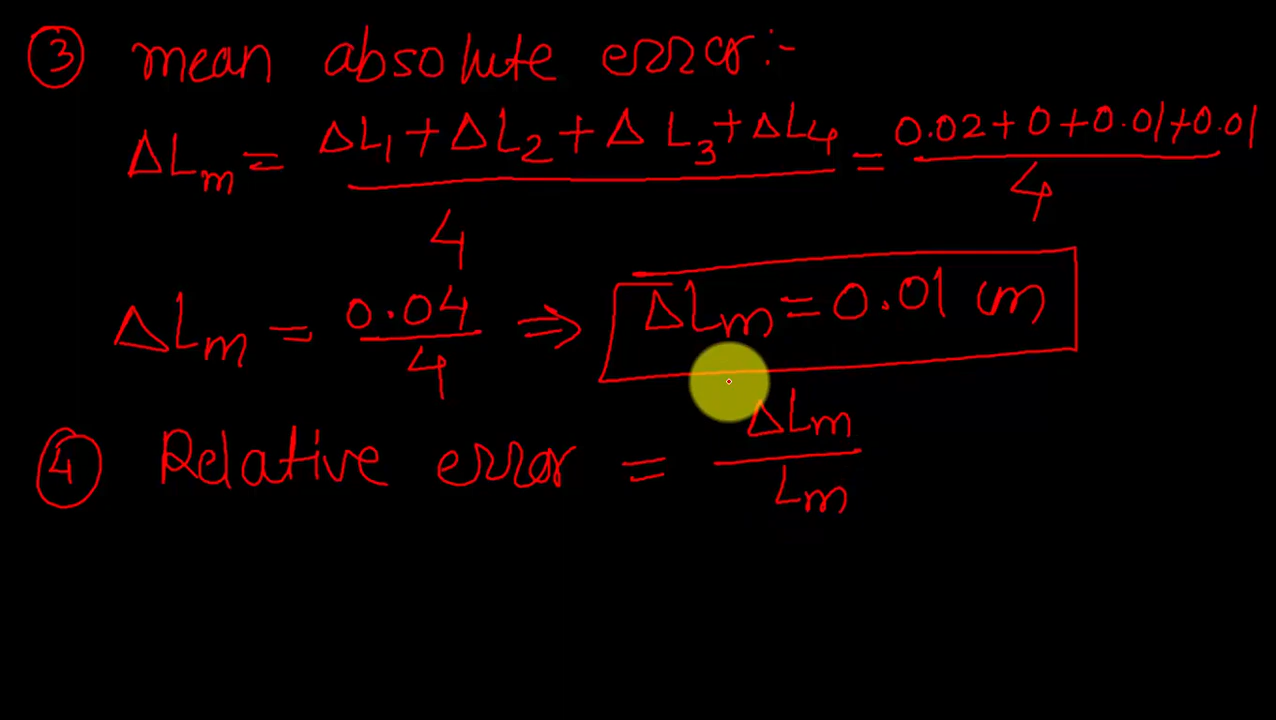 ③ mean absolute error:-
ΔLm = ΔL1 + ΔL2 + ΔL3 + ΔL4 / 4 = 0.02 + 0 + 0.01 + 0.01 / 4
ΔLm = 0.04 / 4 ⇒ ΔLm = 0.01 cm
④ Relative error = ΔLm / Lm